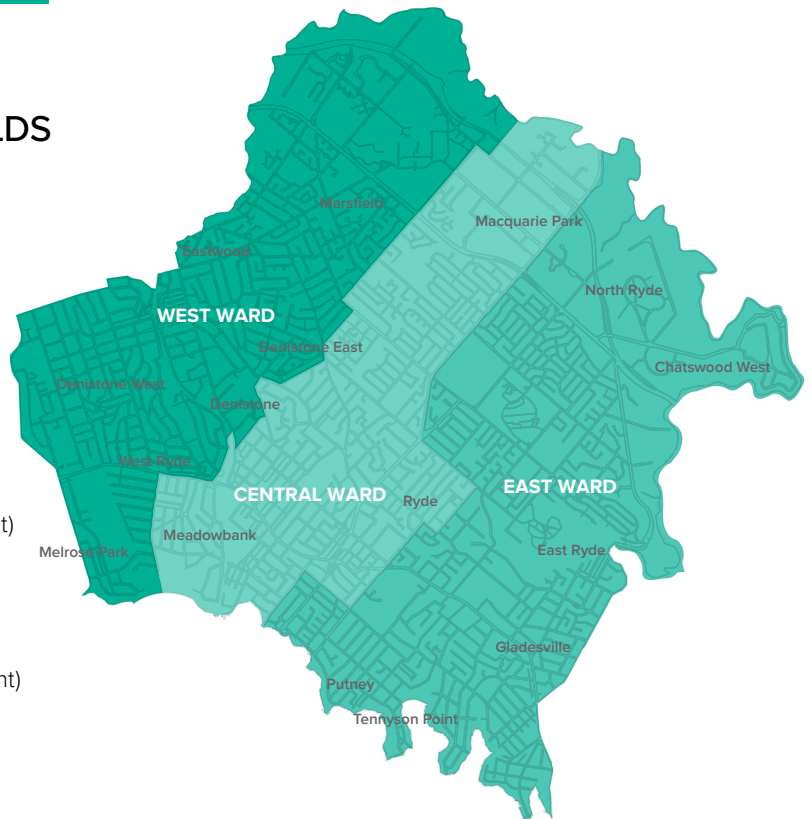 LDS
Marsfield
Macquarie Park
Eastwood
North Ryde
WEST WARD
Denistone East
Chatswood West
Denistone West
Denistone
West Ryde
EAST WARD
CENTRAL WARD
Ryde
t)
Meadowbank
Melrose Park
East Ryde
Gladesville
nt)
Putney
Tennyson Point